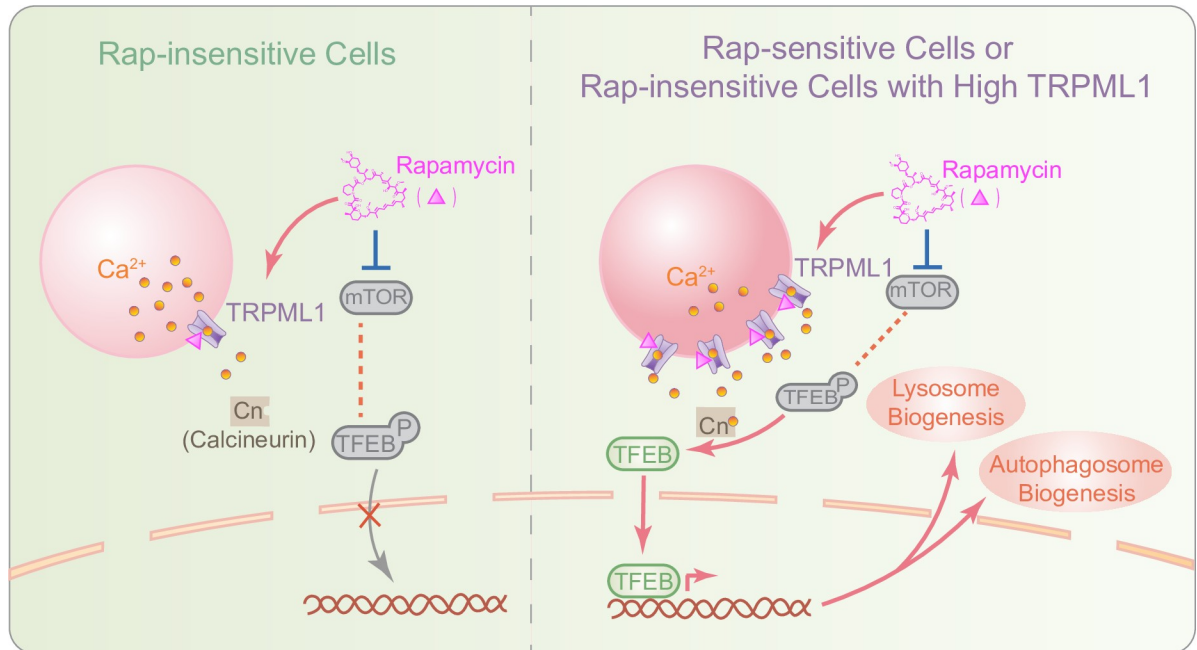 Rap-insensitive Cells
Rapamycin
( )
Ca²⁺
TRPML1
mTOR
Cn
(Calcineurin)
TFEB
P
Rap-sensitive Cells or
Rap-insensitive Cells with High TRPML1
Rapamycin
( )
Ca²⁺
TRPML1
mTOR
TFEB
P
Cn
TFEB
Lysosome
Biogenesis
Autophagosome
Biogenesis
TFEB